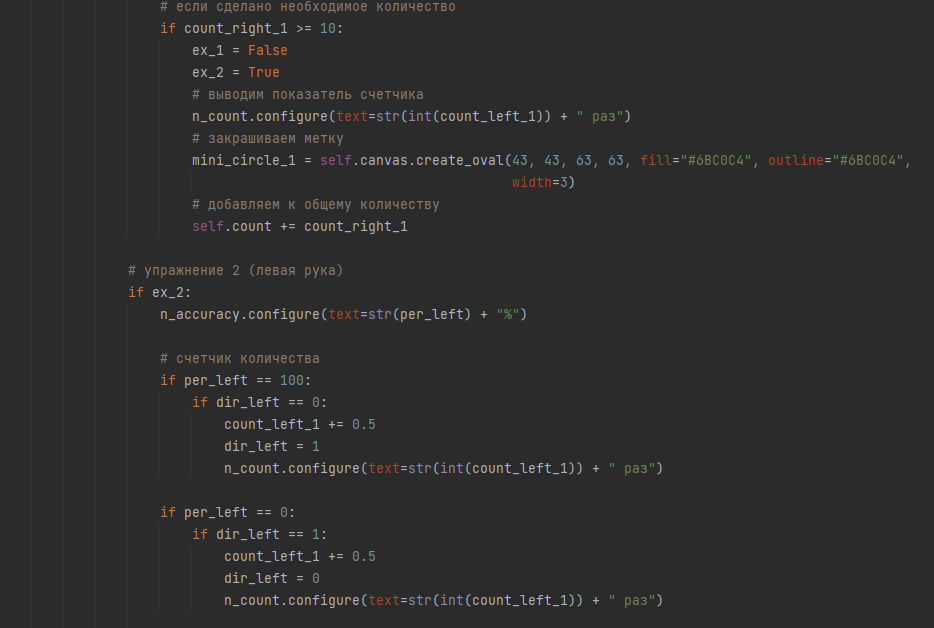 # если сделано необходимое количество
if count_right_1 >= 10:
ex_1 = False
ex_2 = True
# выводим показатель счетчика
n_count.configure(text=str(int(count_left_1)) + " раз")
# закрашиваем метку
mini_circle_1 = self.canvas.create_oval(43, 43, 63, 63, fill="#6BC0C4", outline="#6BC0C4",
width=3)
# добавляем к общему количеству
self.count += count_right_1
# упражнение 2 (левая рука)
if ex_2:
n_accuracy.configure(text=str(per_left) + "%")
# счетчик количества
if per_left == 100:
if dir_left == 0:
count_left_1 += 0.5
dir_left = 1
n_count.configure(text=str(int(count_left_1)) + " раз")
if per_left == 0:
if dir_left == 1:
count_left_1 += 0.5
dir_left = 0
n_count.configure(text=str(int(count_left_1)) + " раз")